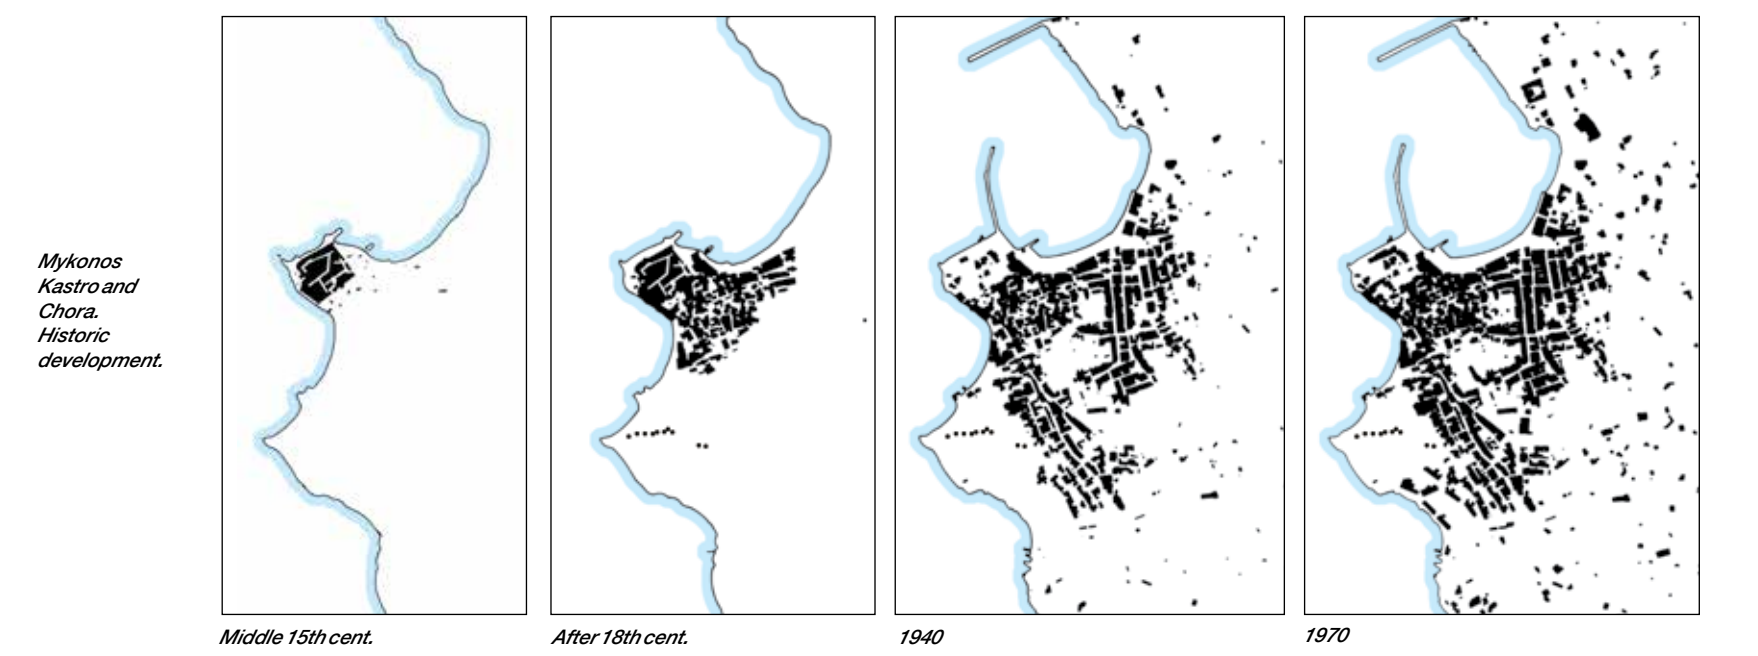 Mykonos
Kastro and
Chora.
Historic
development.
Middle 15th cent.
After 18th cent.
1940
1970